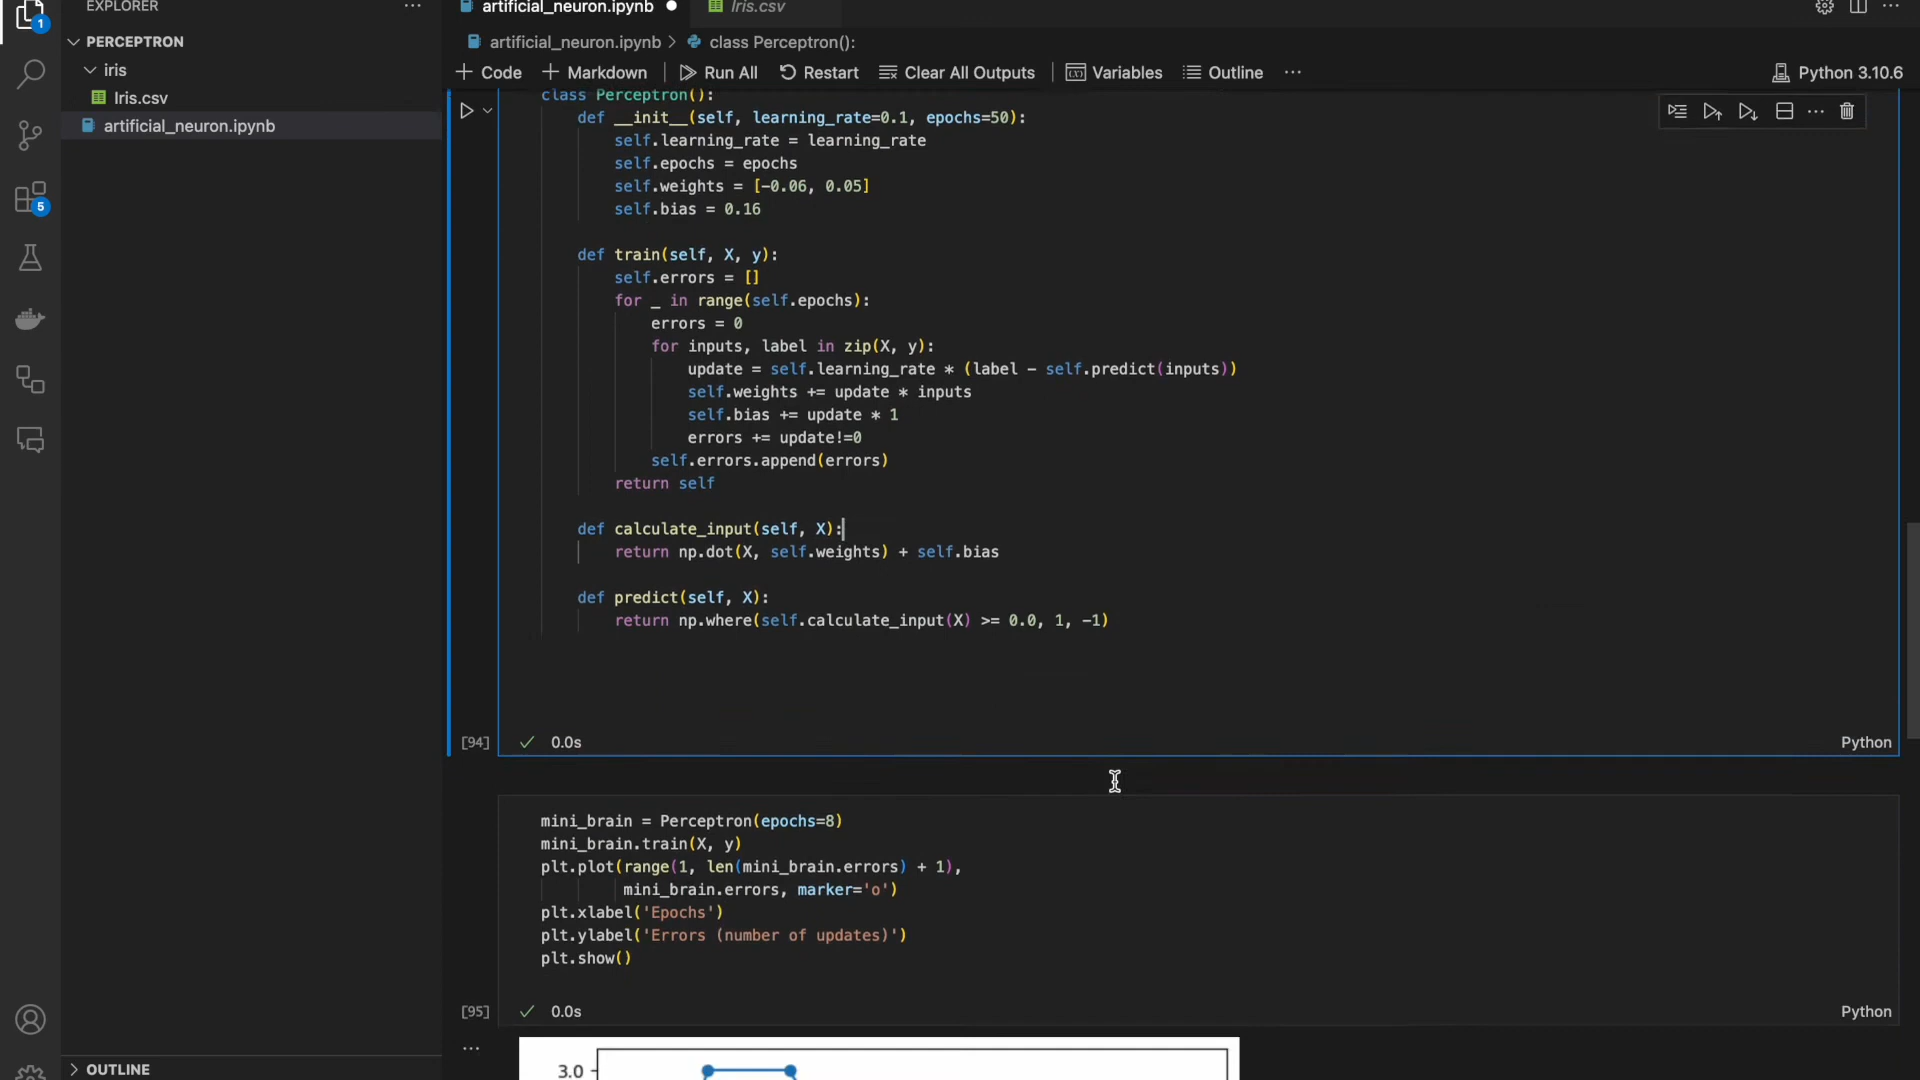 EXPLORER
artificial_neuron.ipynb
Iris.csv
1
PERCEPTRON
artificial_neuron.ipynb > class Perceptron():
iris
Code
Markdown
Run All
Restart
Clear All Outputs
Variables
Outline
...
Python 3.10.6
Iris.csv
artificial_neuron.ipynb
5
class Perceptron():
def __init__(self, learning_rate=0.1, epochs=50):
self.learning_rate = learning_rate
self.epochs = epochs
self.weights = [-0.06, 0.05]
self.bias = 0.16
def train(self, X, y):
self.errors = []
for _ in range(self.epochs):
errors = 0
for inputs, label in zip(X, y):
update = self.learning_rate * (label - self.predict(inputs))
self.weights += update * inputs
self.bias += update * 1
errors += update!=0
self.errors.append(errors)
return self
def calculate_input(self, X):
return np.dot(X, self.weights) + self.bias
def predict(self, X):
return np.where(self.calculate_input(X) >= 0.0, 1, -1)
[94]
0.0s
Python
mini_brain = Perceptron(epochs=8)
mini_brain.train(X, y)
plt.plot(range(1, len(mini_brain.errors) + 1),
mini_brain.errors, marker='o')
plt.xlabel('Epochs')
plt.ylabel('Errors (number of updates)')
plt.show()
[95]
0.0s
Python
...
3.0
OUTLINE